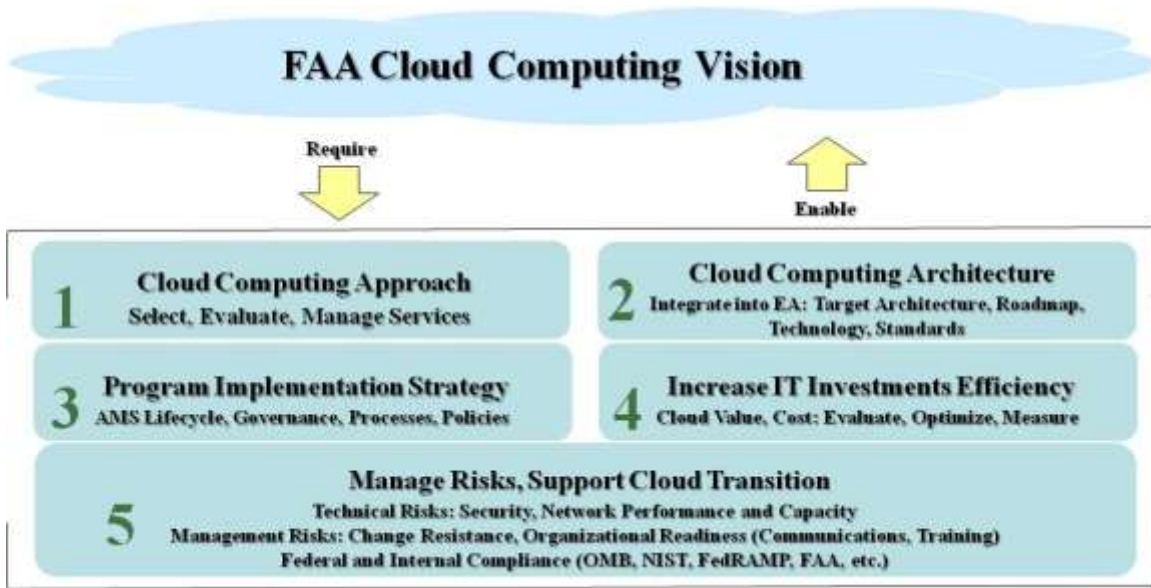 FAA Cloud Computing Vision
Require
Enable
1
Cloud Computing Approach
Select, Evaluate, Manage Services
2
Cloud Computing Architecture
Integrate into EA: Target Architecture, Roadmap,
Technology, Standards
3
Program Implementation Strategy
AMS Lifecycle, Governance, Processes, Policies
4
Increase IT Investments Efficiency
Cloud Value, Cost: Evaluate, Optimize, Measure
5
Manage Risks, Support Cloud Transition
Technical Risks: Security, Network Performance and Capacity
Management Risks: Change Resistance, Organizational Readiness (Communications, Training)
Federal and Internal Compliance (OMB, NIST, FedRAMP, FAA, etc.)